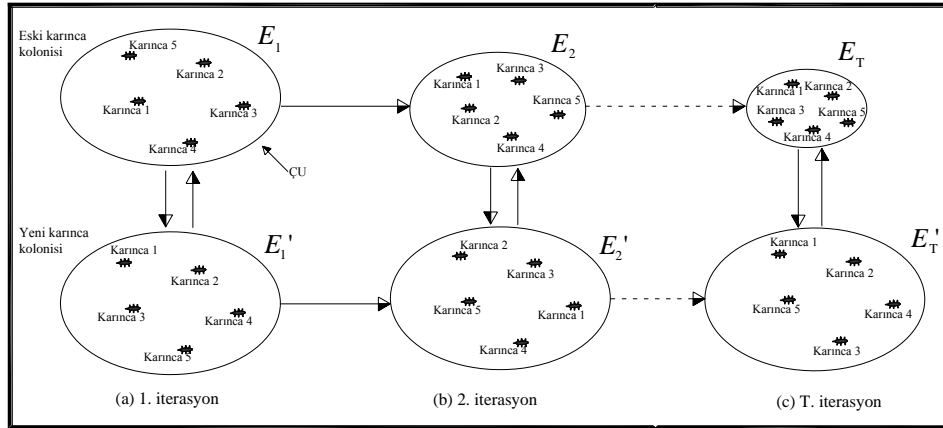 Eski karınca
kolonisi
E₁
Karınca 5
Karınca 2
Karınca 1
Karınca 3
Karınca 4
ÇU
E₂
Karınca 3
Karınca 1
Karınca 5
Karınca 2
Karınca 4
E_T
Karınca 1
Karınca 2
Karınca 3
Karınca 5
Karınca 4
Yeni karınca
kolonisi
E₁'
Karınca 1
Karınca 2
Karınca 3
Karınca 4
Karınca 5
E₂'
Karınca 2
Karınca 3
Karınca 5
Karınca 1
Karınca 4
E_T'
Karınca 1
Karınca 2
Karınca 5
Karınca 4
Karınca 3
(a) 1. iterasyon
(b) 2. iterasyon
(c) T. iterasyon